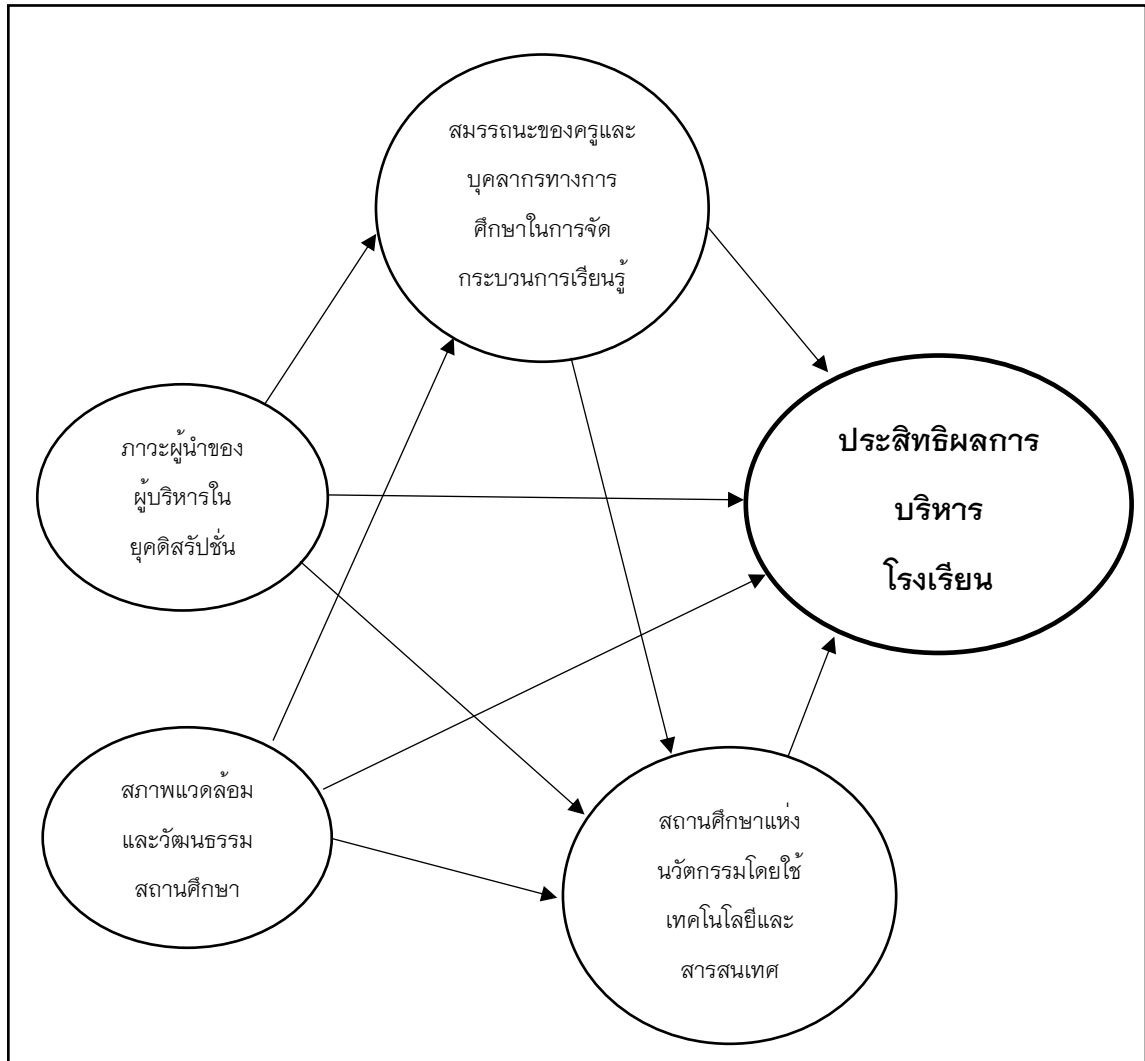 สมรรถนะของครูและ
บุคลากรทางการ
ศึกษาในการจัด
กระบวนการเรียนรู้
ภาวะผู้นำของ
ผู้บริหารใน
ยุคดิสรัปชั่น
ประสิทธิผลการ
บริหาร
โรงเรียน
สภาพแวดล้อม
และวัฒนธรรม
สถานศึกษา
สถานศึกษาแห่ง
นวัตกรรมโดยใช้
เทคโนโลยีและ
สารสนเทศ